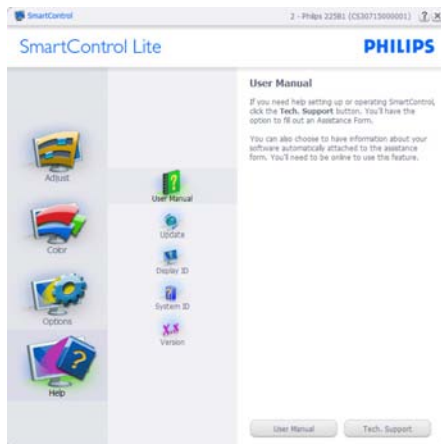 SmartControl
2 - Philips 225B1 (CS30715000001)
SmartControl Lite
PHILIPS
User Manual
If you need help setting up or operating SmartControl,
click the Tech. Support button. You'll have the
option to fill out an Assistance Form.
You can also choose to have information about your
software automatically attached to the assistance
form. You'll need to be online to use this feature.
Adjust
Color
Options
Help
User Manual
Update
Display ID
System ID
X.X
Version
User Manual
Tech. Support